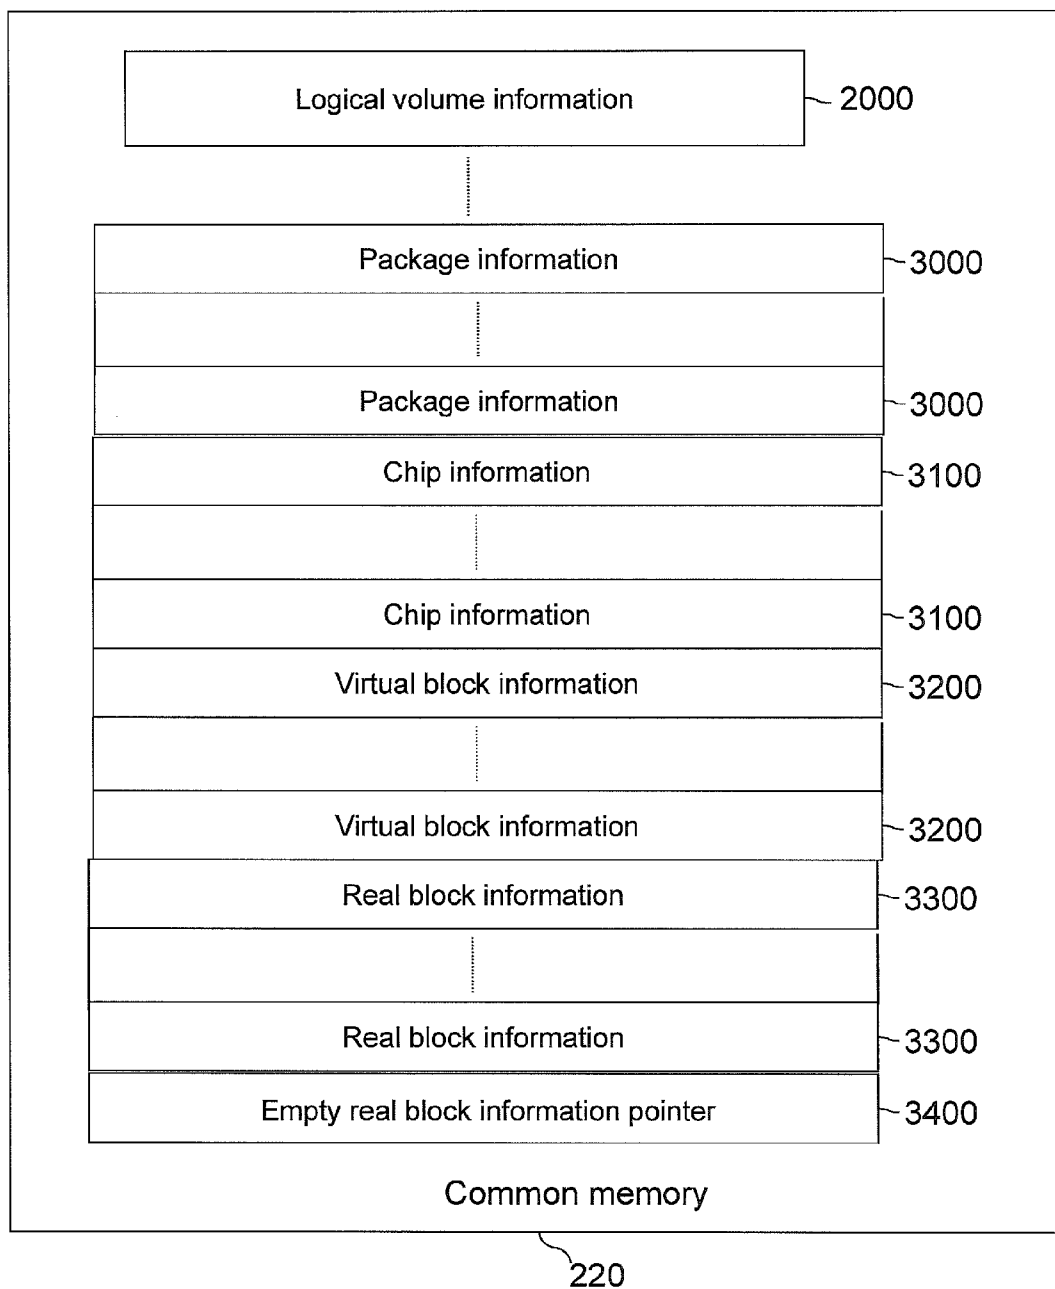 Logical volume information 2000
Package information 3000
Package information 3000
Chip information 3100
Chip information 3100
Virtual block information 3200
Virtual block information 3200
Real block information 3300
Real block information 3300
Empty real block information pointer 3400
Common memory
220